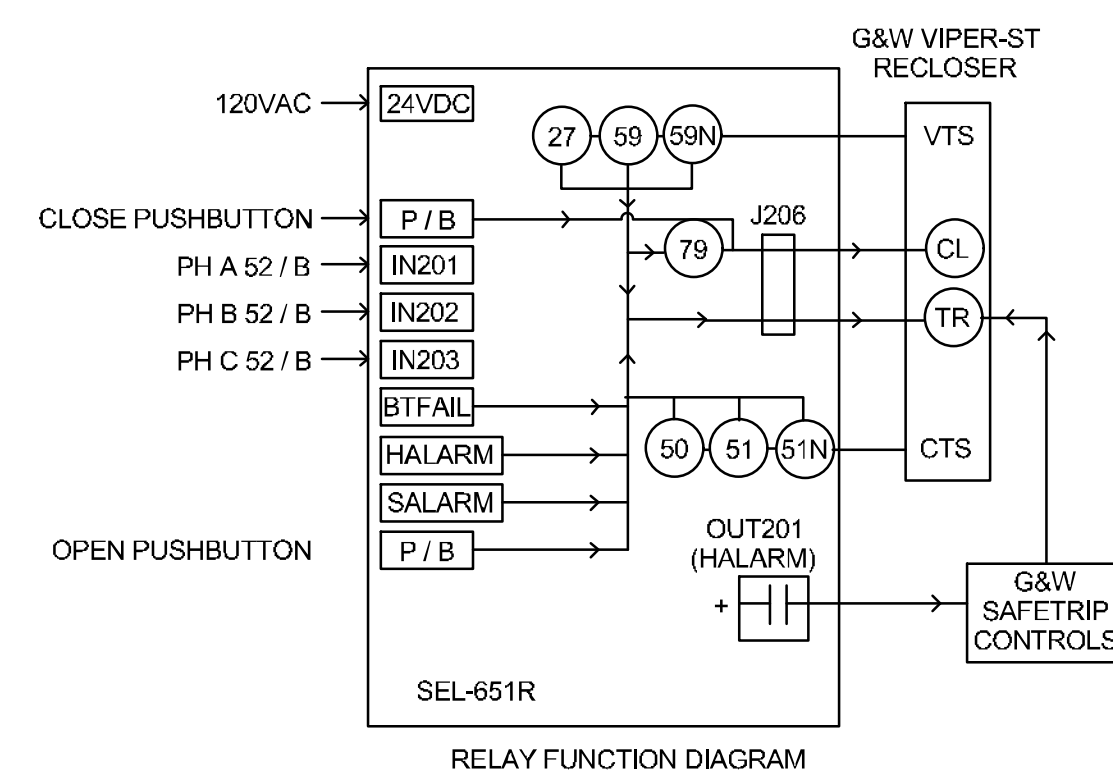 G&W VIPER-ST
RECLOSER
120VAC
24VDC
27
59
59N
VTS
CLOSE PUSHBUTTON
P / B
J206
79
CL
PH A 52 / B
IN201
PH B 52 / B
IN202
TR
PH C 52 / B
IN203
BTFAIL
HALARM
50
51
51N
CTS
SALARM
OPEN PUSHBUTTON
P / B
OUT201
(HALARM)
+
G&W
SAFETRIP
CONTROLS
SEL-651R
RELAY FUNCTION DIAGRAM